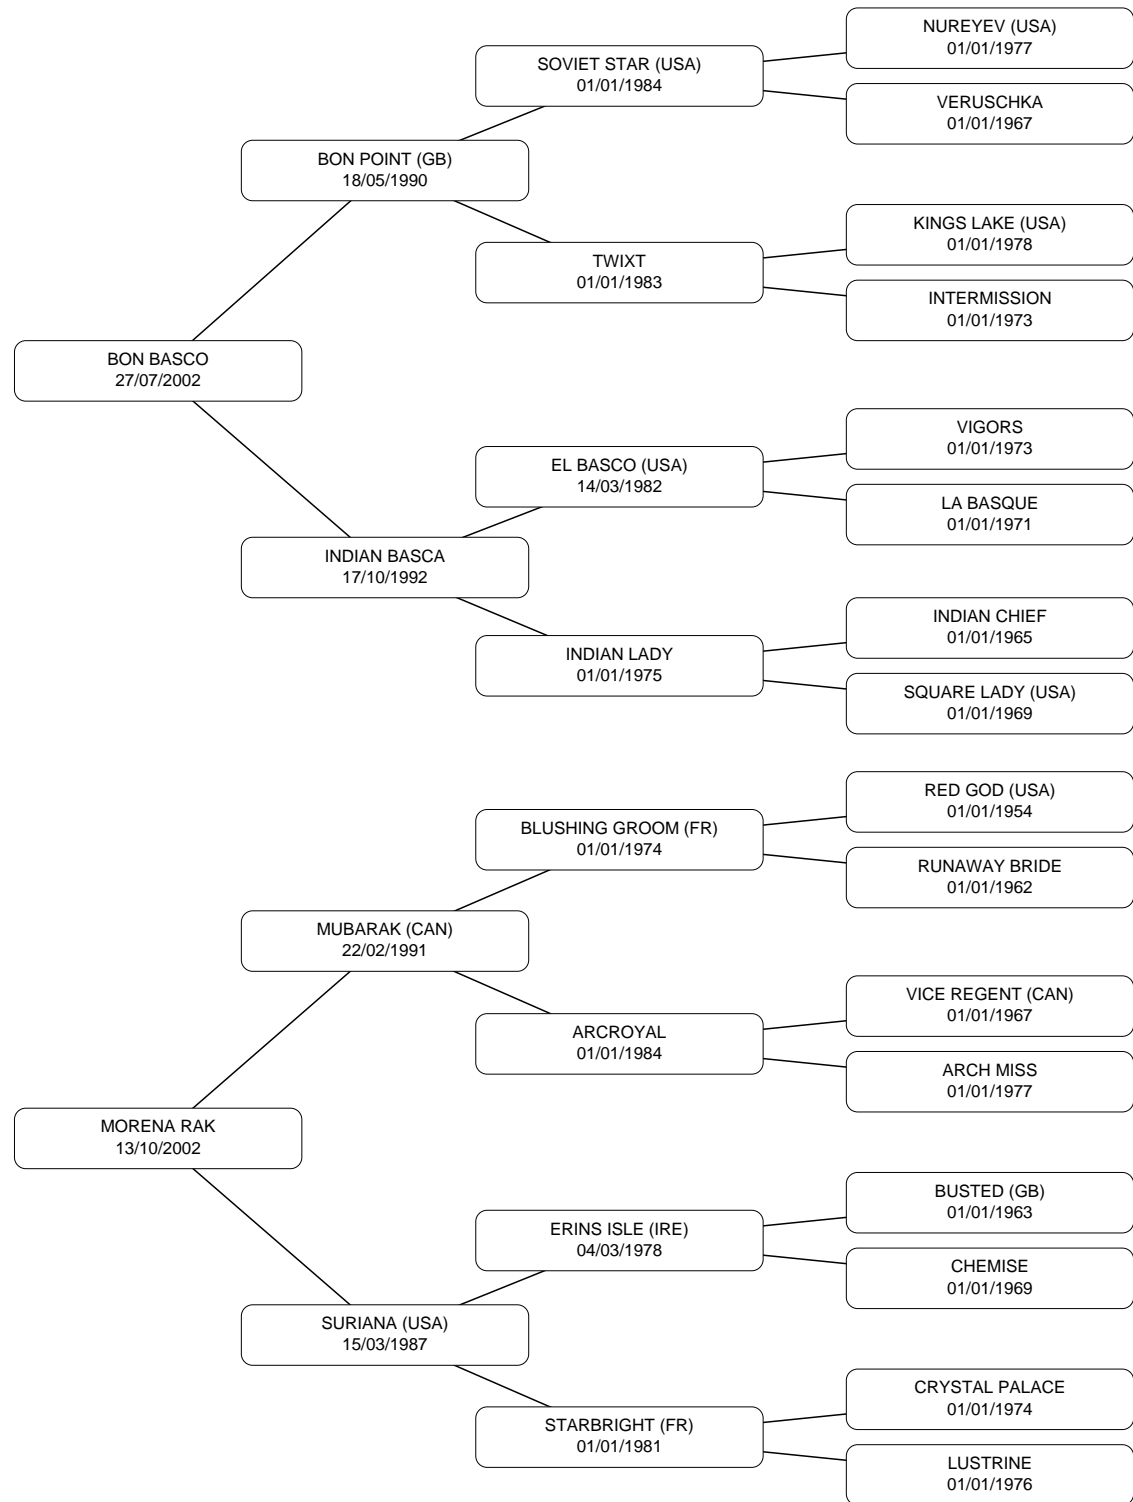 NUREYEV (USA)
01/01/1977
SOVIET STAR (USA)
01/01/1984
VERUSCHKA
01/01/1967
BON POINT (GB)
18/05/1990
KINGS LAKE (USA)
01/01/1978
TWIXT
01/01/1983
INTERMISSION
01/01/1973
BON BASCO
27/07/2002
VIGORS
01/01/1973
EL BASCO (USA)
14/03/1982
LA BASQUE
01/01/1971
INDIAN BASCA
17/10/1992
INDIAN CHIEF
01/01/1965
INDIAN LADY
01/01/1975
SQUARE LADY (USA)
01/01/1969
RED GOD (USA)
01/01/1954
BLUSHING GROOM (FR)
01/01/1974
RUNAWAY BRIDE
01/01/1962
MUBARAK (CAN)
22/02/1991
VICE REGENT (CAN)
01/01/1967
ARCROYAL
01/01/1984
ARCH MISS
01/01/1977
MORENA RAK
13/10/2002
BUSTED (GB)
01/01/1963
ERINS ISLE (IRE)
04/03/1978
CHEMISE
01/01/1969
SURIANA (USA)
15/03/1987
CRYSTAL PALACE
01/01/1974
STARBRIGHT (FR)
01/01/1981
LUSTRINE
01/01/1976